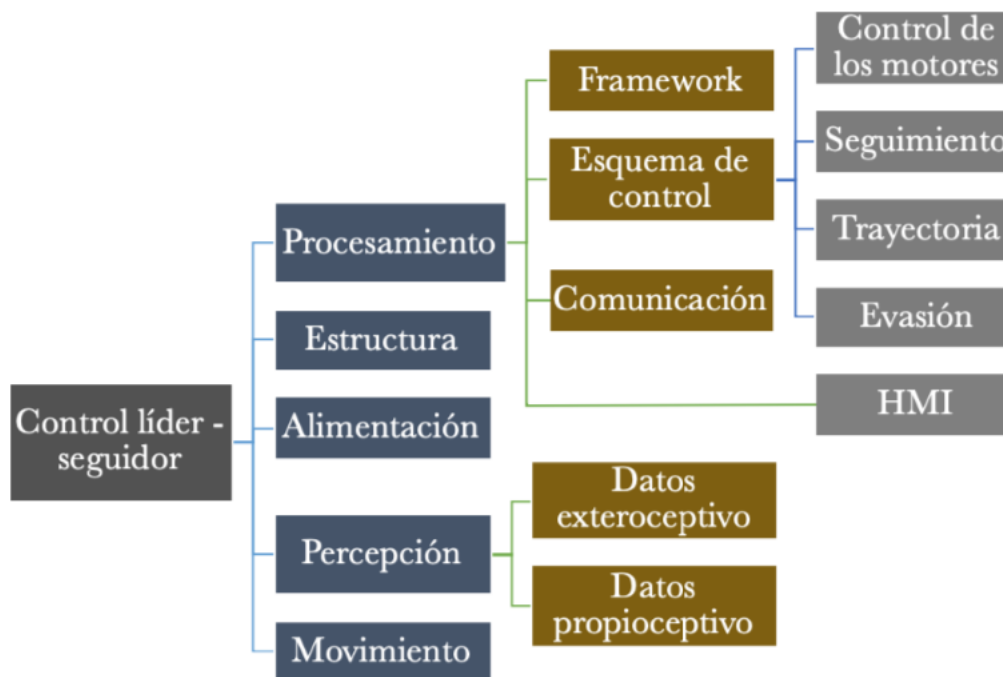 Control líder -
seguidor
Procesamiento
Estructura
Alimentación
Percepción
Movimiento
Framework
Esquema de
control
Comunicación
Datos
exteroceptivo
Datos
propioceptivo
Control de
los motores
Seguimiento
Trayectoria
Evasión
HMI